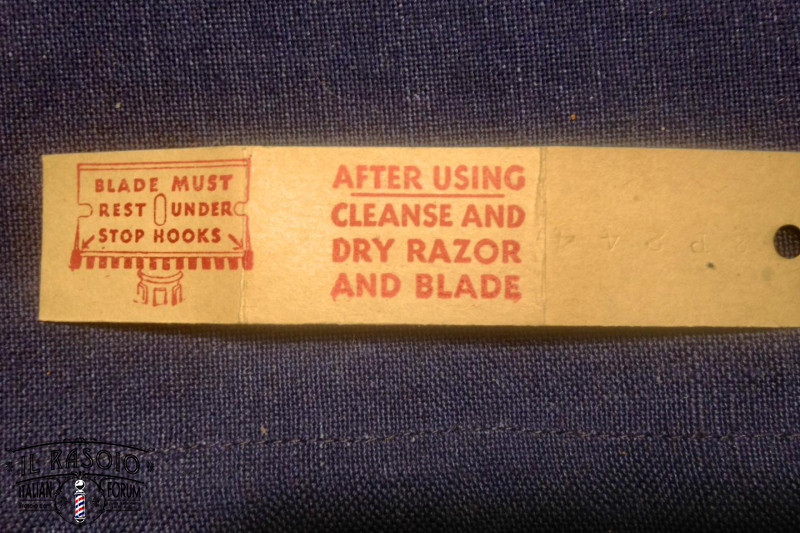 BLADE MUST
REST UNDER
STOP HOOKS
AFTER USING
CLEANSE AND
DRY RAZOR
AND BLADE
IL RASOIO
ITALIAN FORUM